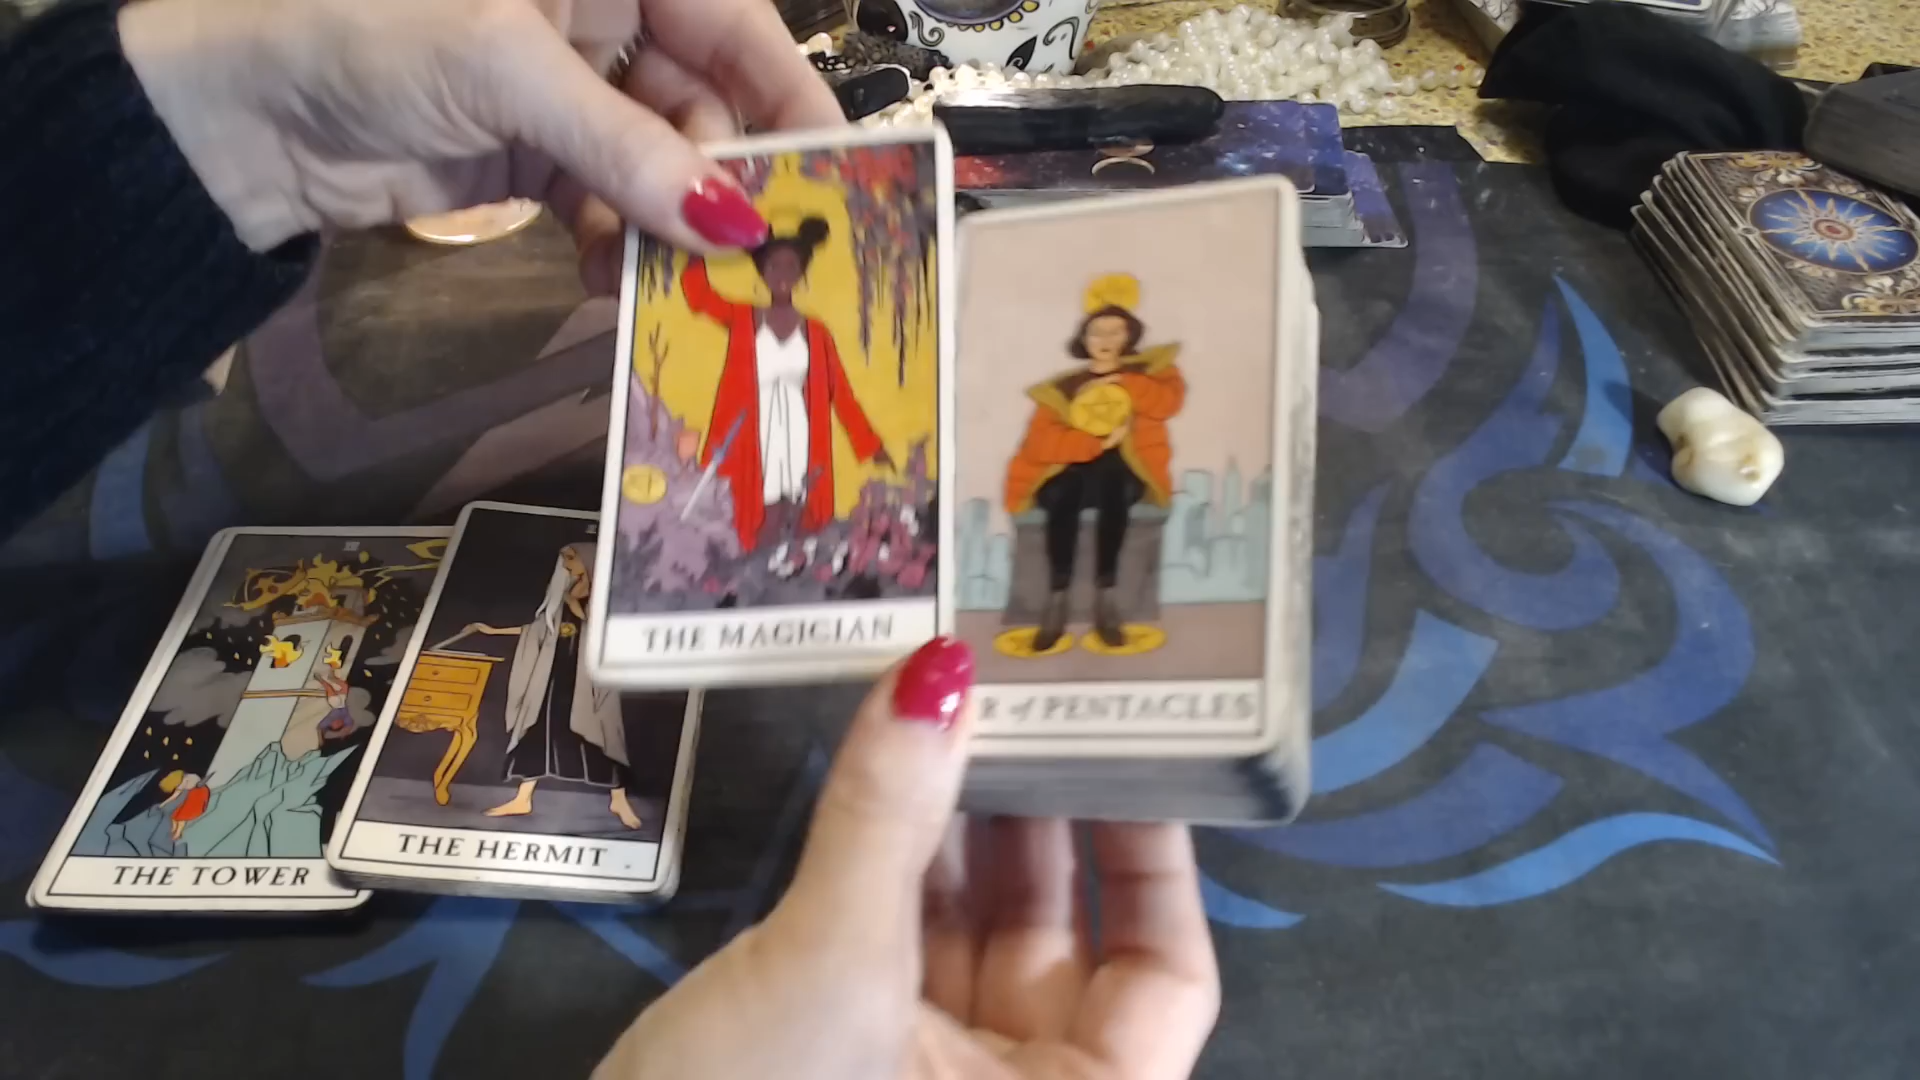 THE MAGICIAN
R of PENTACLES
THE HERMIT
THE TOWER